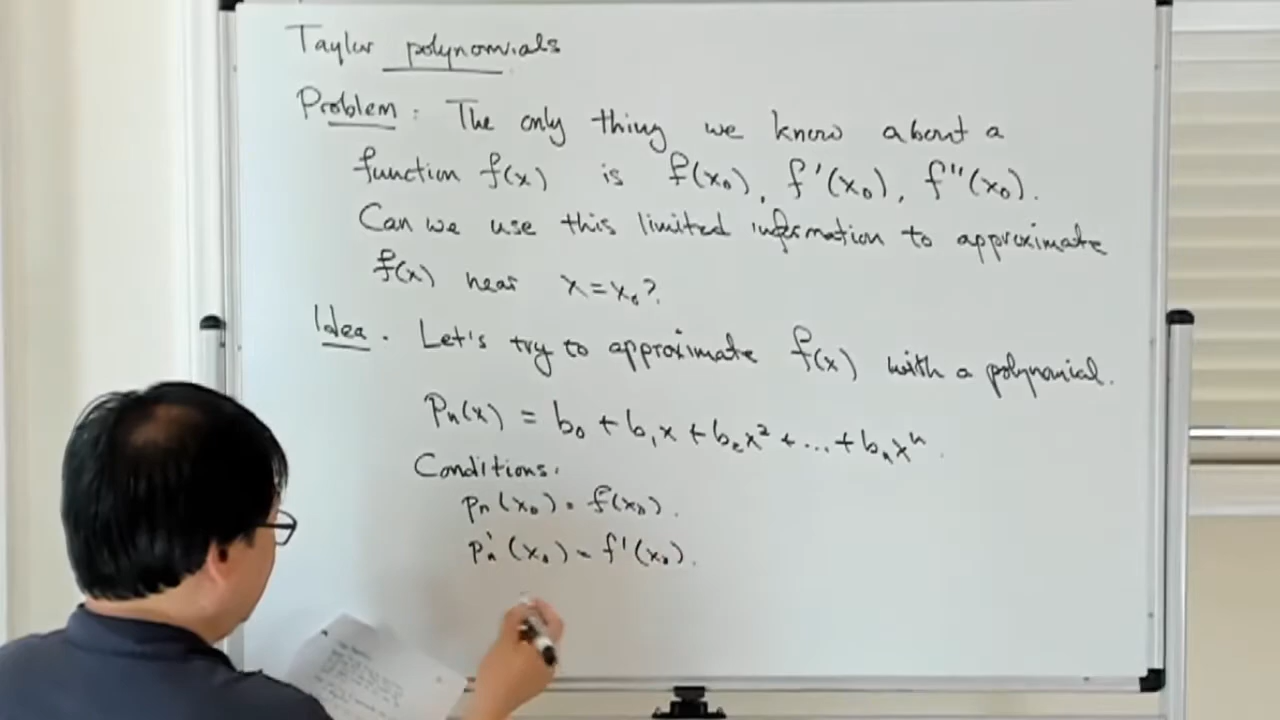 Taylor polynomials
Problem: The only thing we know about a
function f(x) is f(x₀), f'(x₀), f''(x₀).
Can we use this limited information to approximate
f(x) near x=x₀?
Idea. Let's try to approximate f(x) with a polynomial.
Pₙ(x) = b₀ + b₁x + b₂x² + ... + bₙxⁿ.
Conditions.
pₙ(x₀) = f(x₀).
pₙ'(x₀) = f'(x₀).